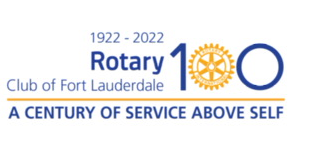 1922 - 2022
Rotary
Club of Fort Lauderdale
100
A CENTURY OF SERVICE ABOVE SELF